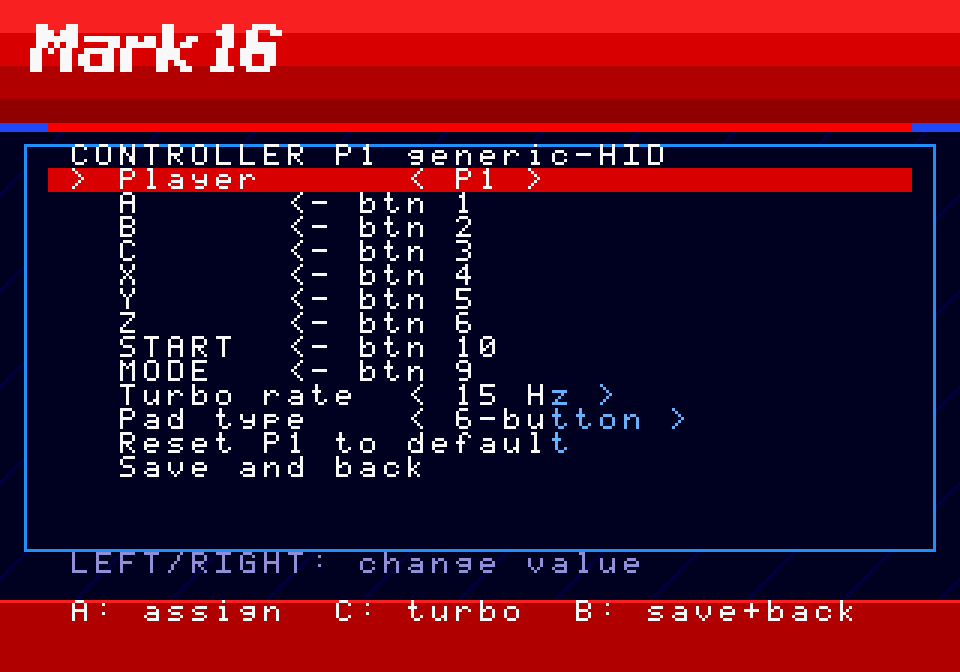 Mark 16
CONTROLLER P1 generic-HID
> Player < P1 >
A <- btn 1
B <- btn 2
C <- btn 3
X <- btn 4
Y <- btn 5
Z <- btn 6
START <- btn 10
MODE <- btn 9
Turbo rate < 15 Hz >
Pad type < 6-button >
Reset P1 to default
Save and back
LEFT/RIGHT: change value
A: assign C: turbo B: save+back